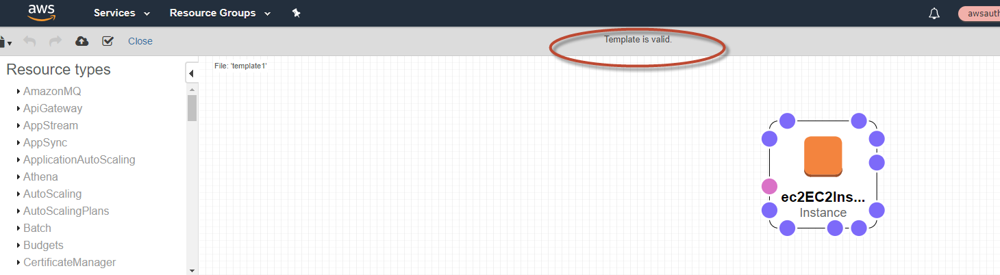 aws Services Resource Groups awsauth
Close Template is valid.
Resource types
File: 'template1'
AmazonMQ
ApiGateway
AppStream
AppSync
ApplicationAutoScaling
Athena
AutoScaling
AutoScalingPlans
Batch
Budgets
CertificateManager
ec2EC2Ins...
Instance